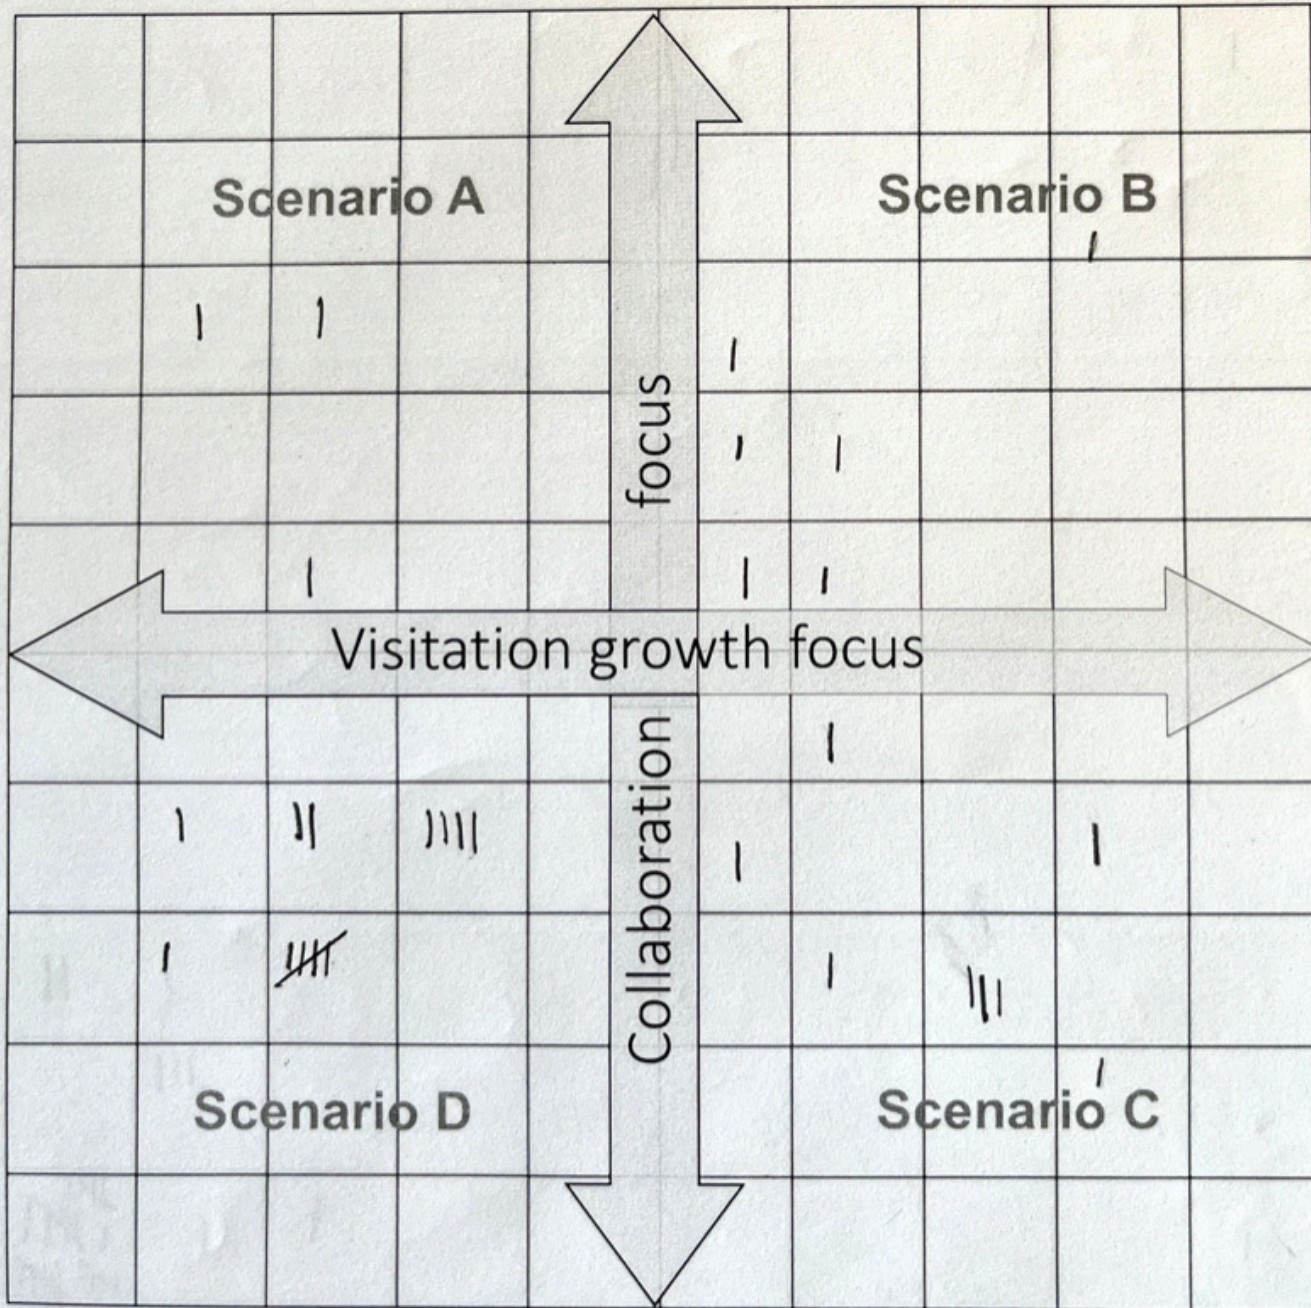 Scenario A
Scenario B
Collaboration focus
Visitation growth focus
Scenario D
Scenario C